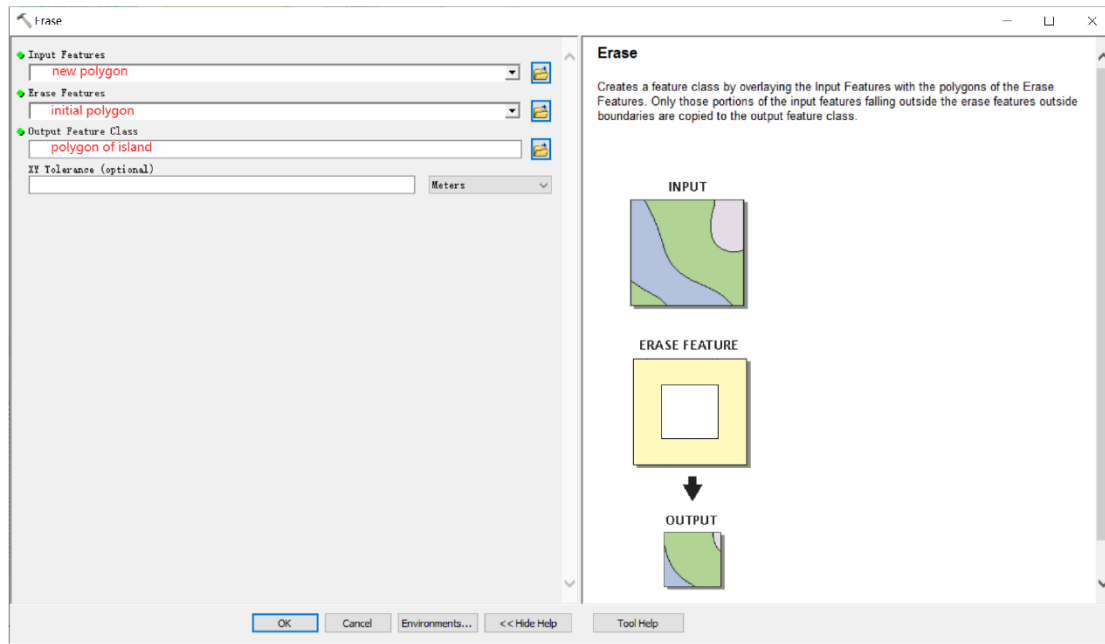 Erase
Input Features
new polygon
Erase Features
initial polygon
Output Feature Class
polygon of island
XY Tolerance (optional)
Meters
Erase
Creates a feature class by overlaying the Input Features with the polygons of the Erase
Features. Only those portions of the input features falling outside the erase features outside
boundaries are copied to the output feature class.
INPUT
ERASE FEATURE
OUTPUT
OK
Cancel
Environments...
<< Hide Help
Tool Help